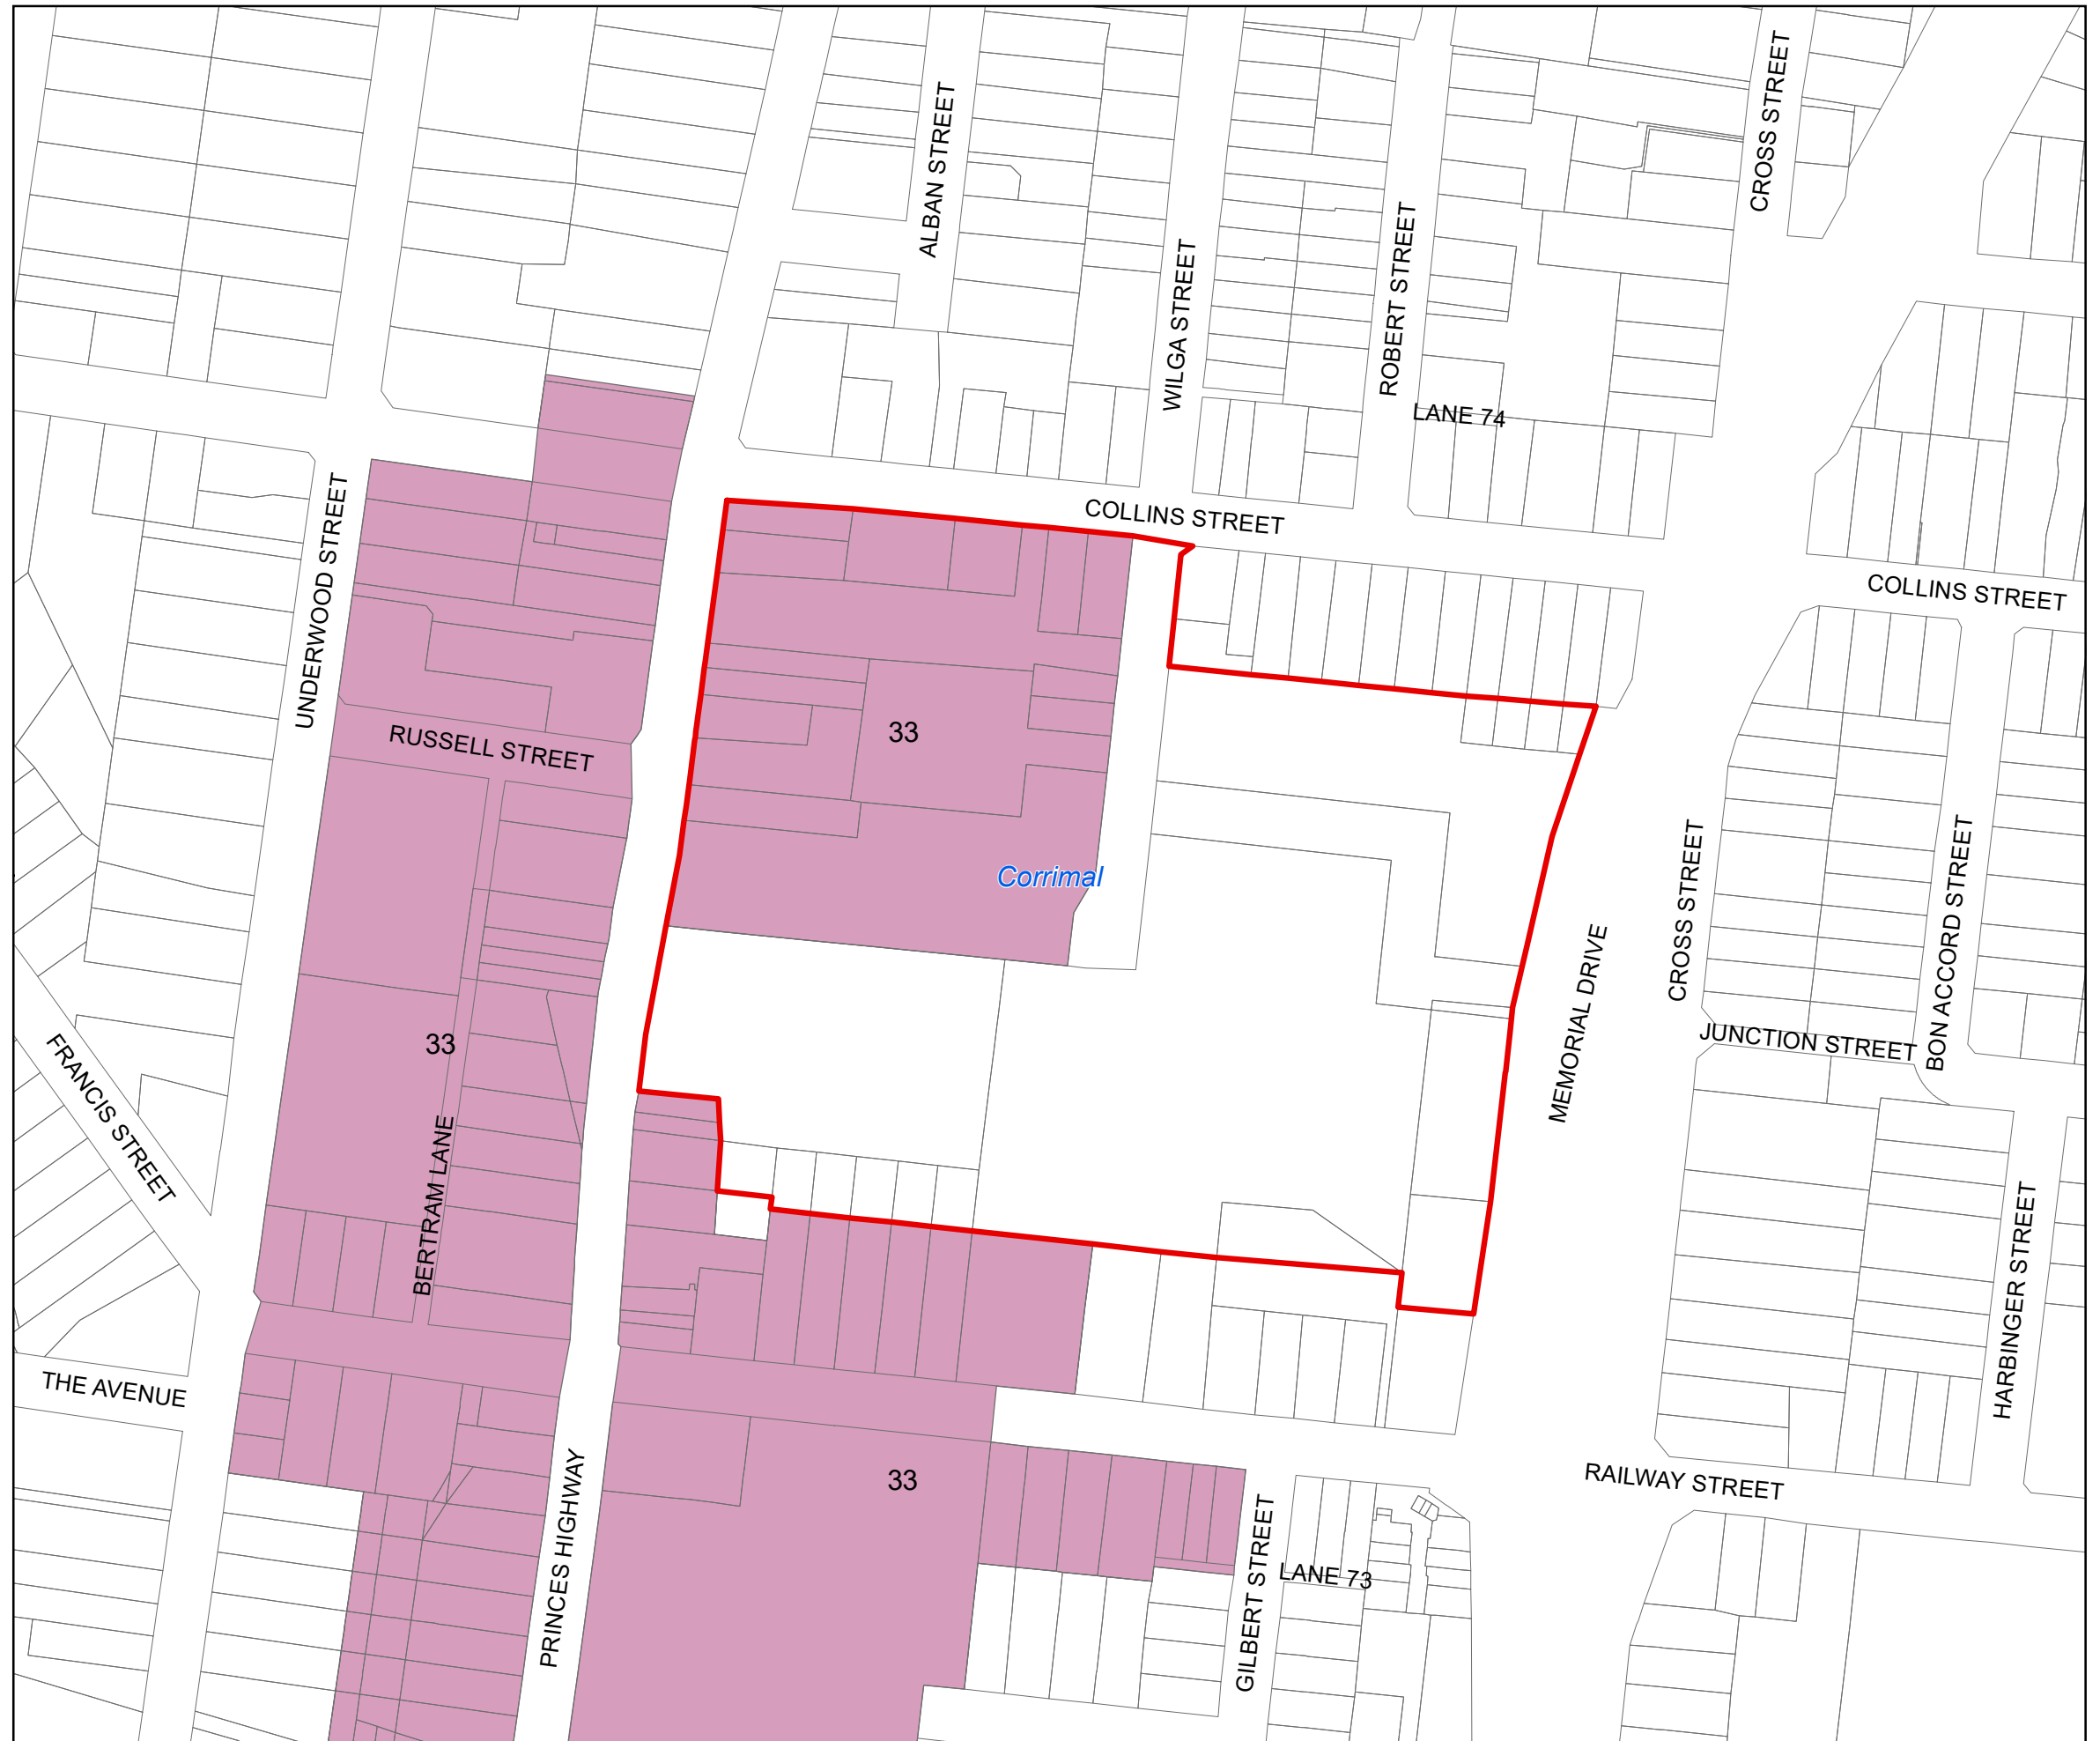 CROSS STREET
ALBAN STREET
ROBERT STREET
WILGA STREET
LANE 74
COLLINS STREET
UNDERWOOD STREET
COLLINS STREET
RUSSELL STREET
33
Corrimal
CROSS STREET
BON ACCORD STREET
MEMORIAL DRIVE
33
JUNCTION STREET
FRANCIS STREET
BERTRAM LANE
HARBINGER STREET
THE AVENUE
PRINCES HIGHWAY
33
RAILWAY STREET
GILBERT STREET
LANE 73